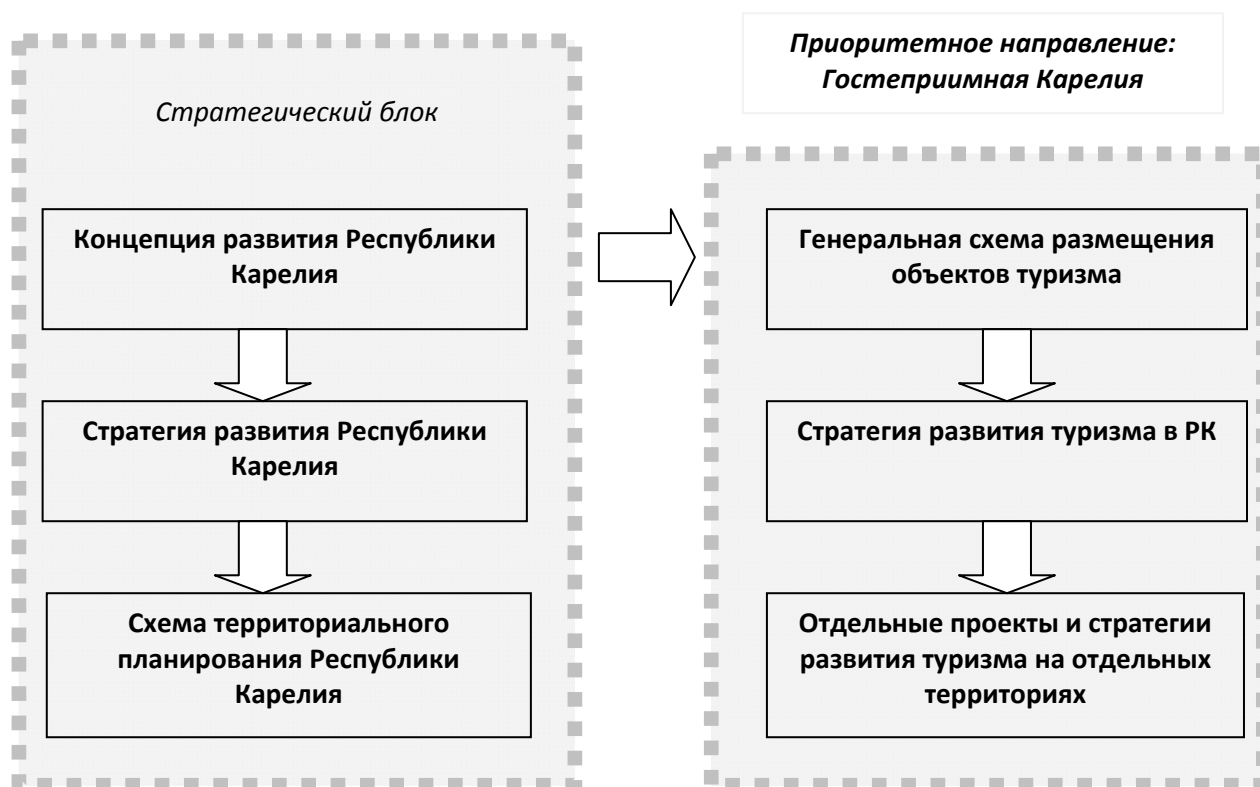 Стратегический блок
Концепция развития Республики
Карелия
Стратегия развития Республики
Карелия
Схема территориального
планирования Республики
Карелия
Приоритетное направление:
Гостеприимная Карелия
Генеральная схема размещения
объектов туризма
Стратегия развития туризма в РК
Отдельные проекты и стратегии
развития туризма на отдельных
территориях